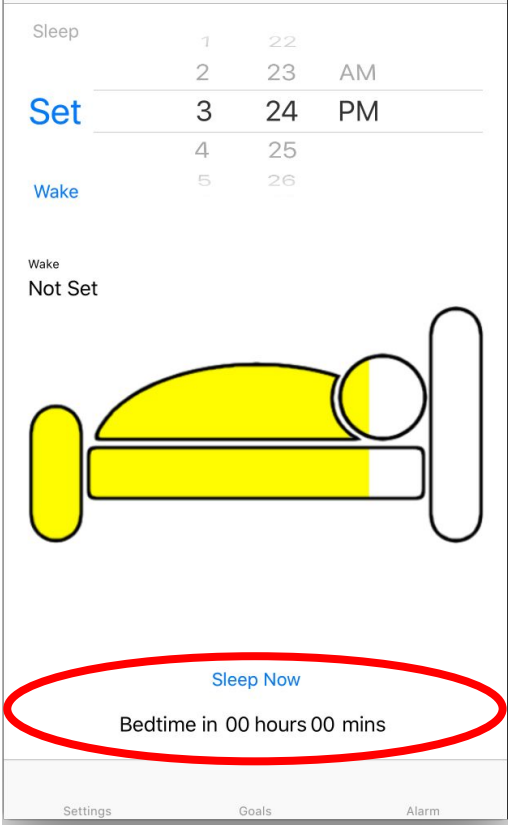 Sleep
1 22
2 23 AM
Set 3 24 PM
4 25
Wake 5 26
Wake
Not Set
Sleep Now
Bedtime in 00 hours 00 mins
Settings Goals Alarm